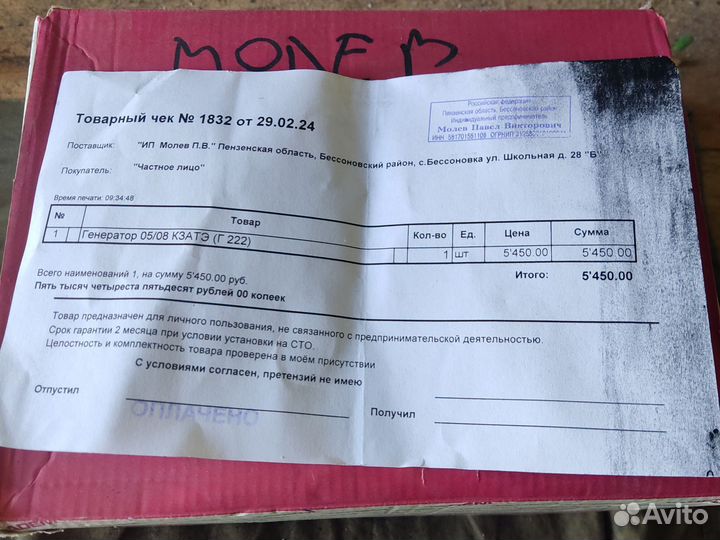 МОЛЕВ
Товарный чек № 1832 от 29.02.24
Российская федерация
Пензенская область, Бессоновский район
Индивидуальный предприниматель
Молев Павел Викторович
ИНН 581701551108 ОГРНИП
Поставщик: "ИП Молев П.В." Пензенская область, Бессоновский район, с.Бессоновка ул. Школьная д. 28 "Б"
Покупатель: "Частное лицо"
Время печати: 09:34:48
№ Товар Кол-во Ед. Цена Сумма
1 Генератор 05/08 КЗАТЭ (Г 222) 1 шт 5'450.00 5'450.00
Всего наименований 1, на сумму 5'450.00 руб. Итого: 5'450.00
Пять тысяч четыреста пятьдесят рублей 00 копеек
Товар предназначен для личного пользования, не связанного с предпринимательской деятельностью.
Срок гарантии 2 месяца при условии установки на СТО.
Целостность и комплектность товара проверена в моём присутствии
С условиями согласен, претензий не имею
Отпустил Получил
ОПЛАЧЕНО
Avito